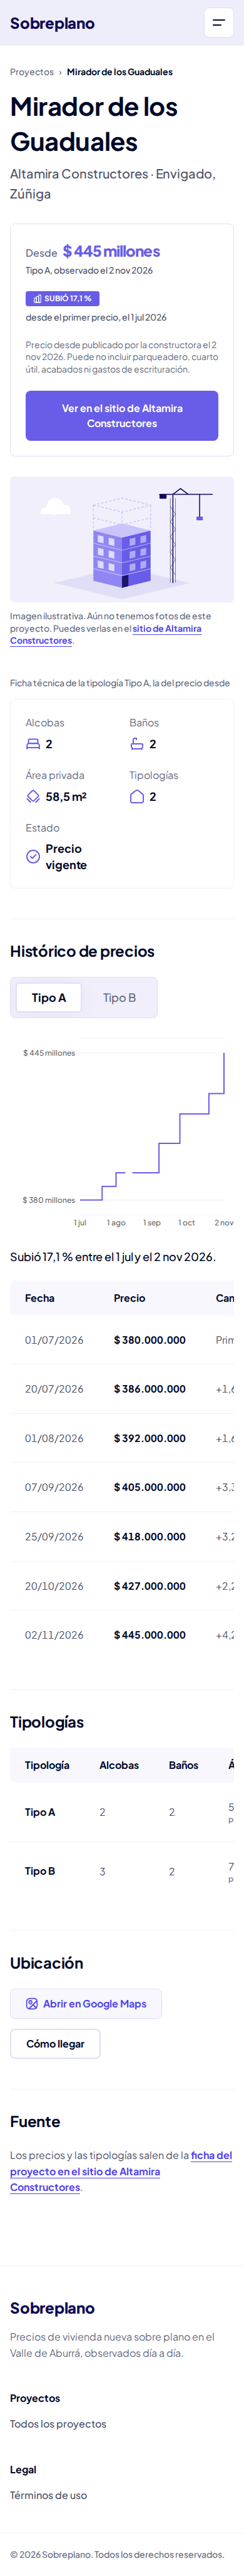 Sobreplano
Proyectos › Mirador de los Guaduales
Mirador de los
Guaduales
Altamira Constructores · Envigado,
Zúñiga
Desde $ 445 millones
Tipo A, observado el 2 nov 2026
SUBIÓ 17,1 %
desde el primer precio, el 1 jul 2026
Precio desde publicado por la constructora el 2
nov 2026. Puede no incluir parqueadero, cuarto
útil, acabados ni gastos de escrituración.
Ver en el sitio de Altamira
Constructores
Imagen ilustrativa. Aún no tenemos fotos de este
proyecto. Puedes verlas en el sitio de Altamira
Constructores.
Ficha técnica de la tipología Tipo A, la del precio desde
Alcobas Baños
2 2
Área privada Tipologías
58,5 m² 2
Estado
Precio
vigente
Histórico de precios
Tipo A Tipo B
$ 445 millones
$ 380 millones
1 jul 1 ago 1 sep 1 oct 2 nov
Subió 17,1 % entre el 1 jul y el 2 nov 2026.
Fecha Precio
01/07/2026 $ 380.000.000
20/07/2026 $ 386.000.000
01/08/2026 $ 392.000.000
07/09/2026 $ 405.000.000
25/09/2026 $ 418.000.000
20/10/2026 $ 427.000.000
02/11/2026 $ 445.000.000
Tipologías
Tipología Alcobas Baños
Tipo A 2 2
Tipo B 3 2
Ubicación
Abrir en Google Maps
Cómo llegar
Fuente
Los precios y las tipologías salen de la ficha del
proyecto en el sitio de Altamira
Constructores.
Sobreplano
Precios de vivienda nueva sobre plano en el
Valle de Aburrá, observados día a día.
Proyectos
Todos los proyectos
Legal
Términos de uso
© 2026 Sobreplano. Todos los derechos reservados.